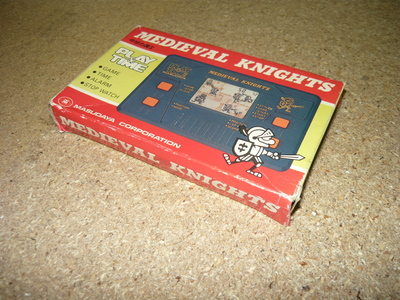 MEDIEVAL KNIGHTS
PLAY
TIME
GAME
TIME
ALARM
STOP WATCH
MEDIEVAL KNIGHTS
MASUDAYA CORPORATION
MEDIEVAL KNIGHTS